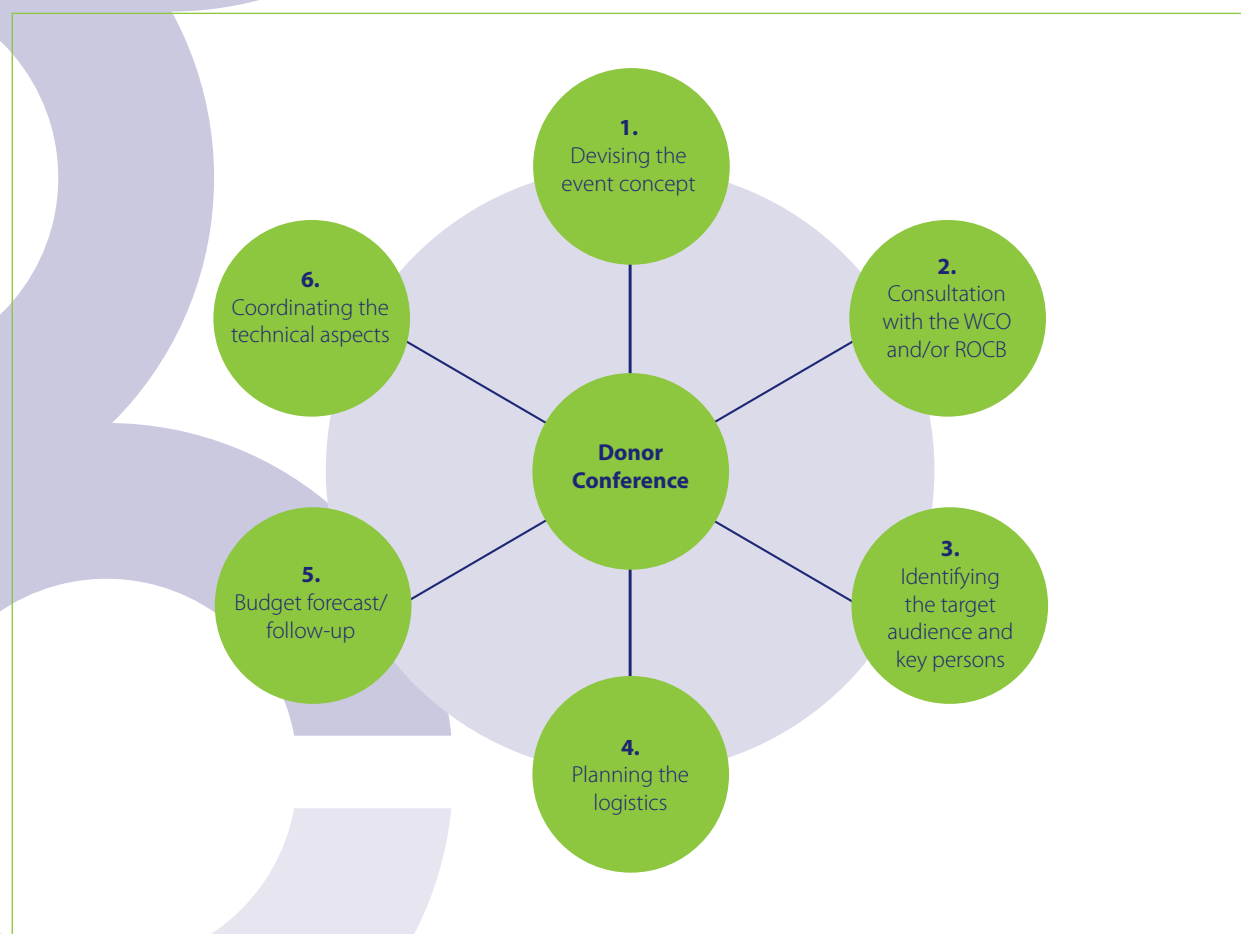 1.
Devising the
event concept
2.
Consultation
with the WCO
and/or ROCB
3.
Identifying
the target
audience and
key persons
4.
Planning the
logistics
5.
Budget forecast/
follow-up
6.
Coordinating the
technical aspects
Donor
Conference